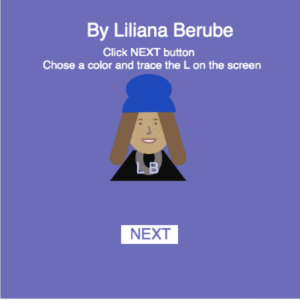 By Liliana Berube
Click NEXT button
Chose a color and trace the L on the screen
L B
NEXT